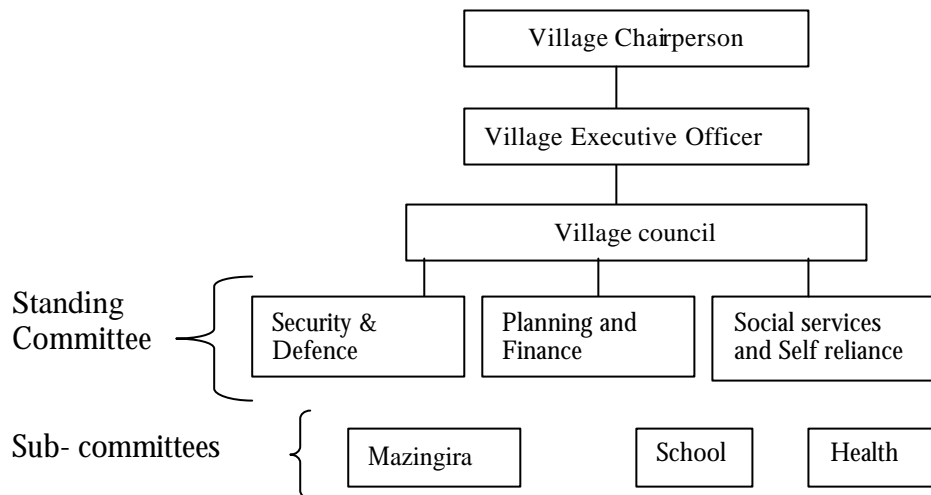 Village Chairperson
Village Executive Officer
Village council
Standing
Committee
Security &
Defence
Planning and
Finance
Social services
and Self reliance
Sub- committees
Mazingira
School
Health